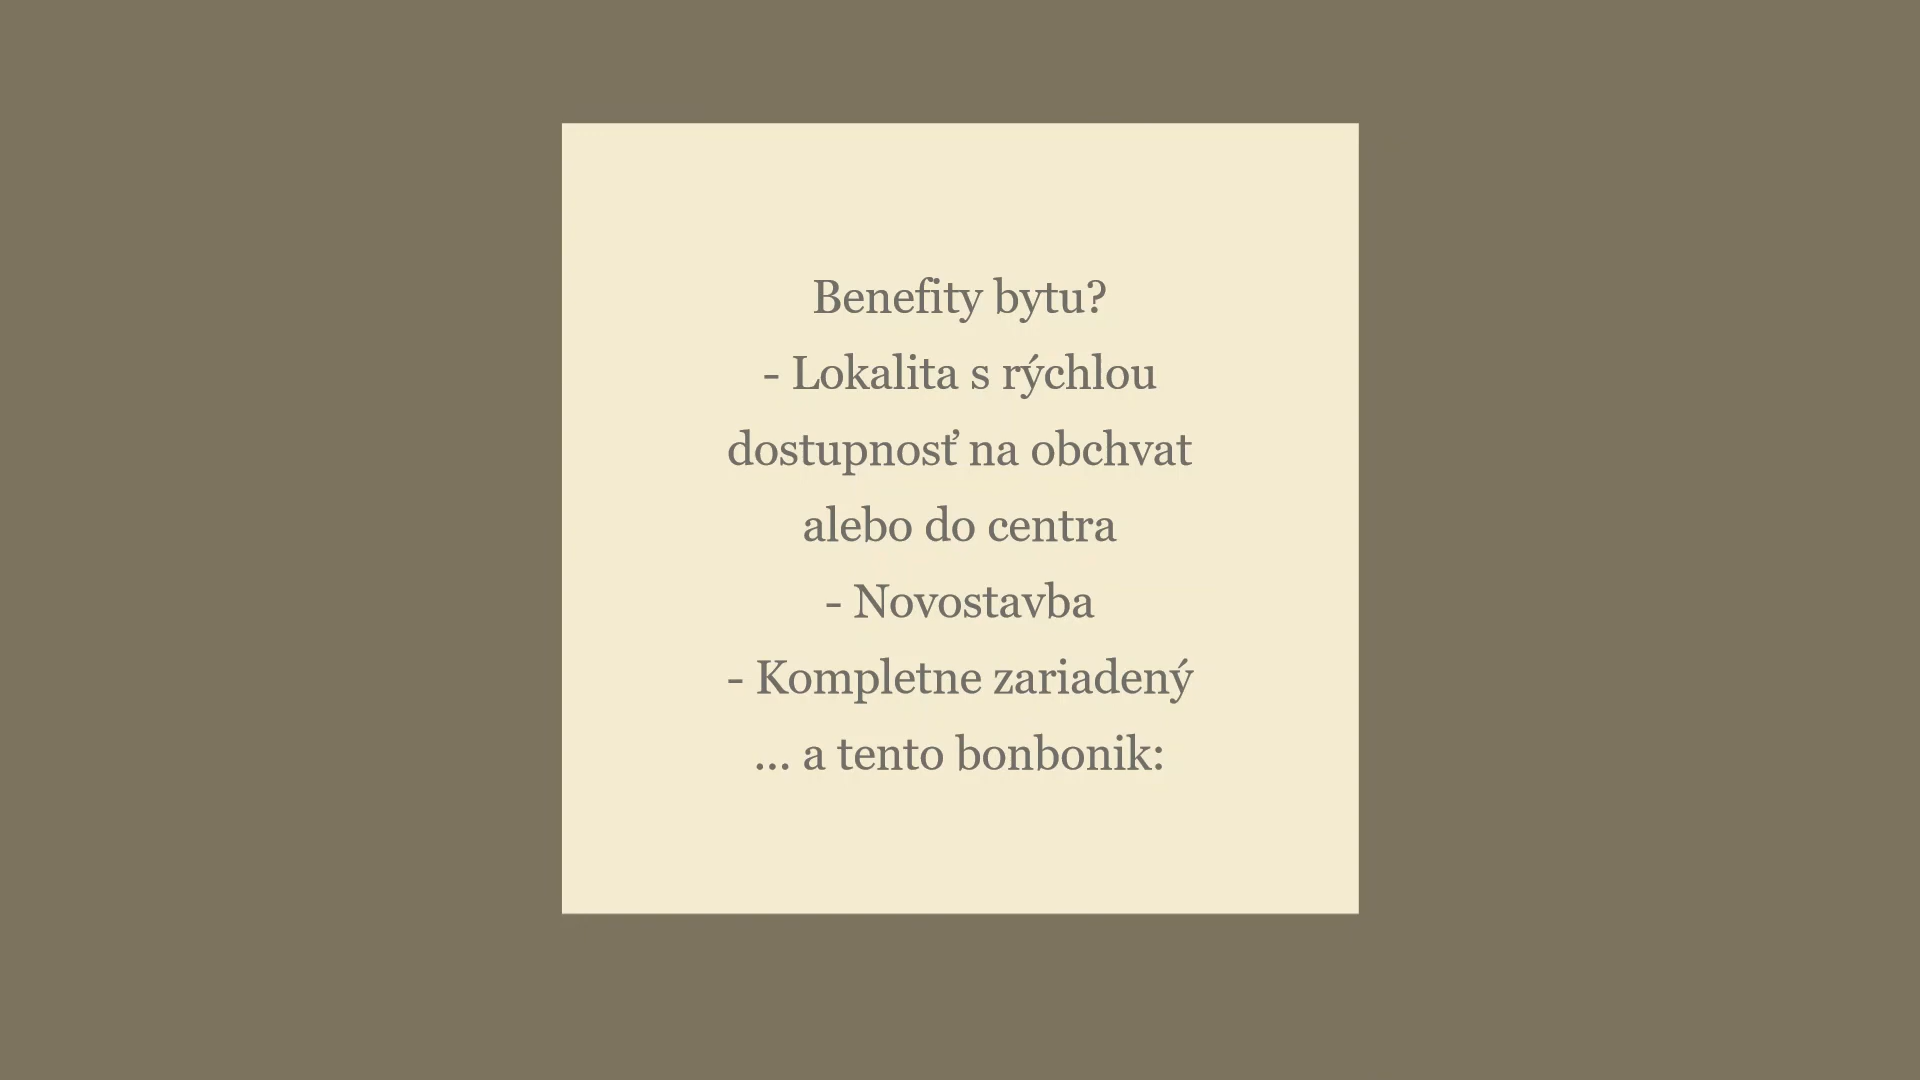 Benefity bytu?
- Lokalita s rýchlou
dostupnosť na obchvat
alebo do centra
- Novostavba
- Kompletne zariadený
... a tento bonbonik: